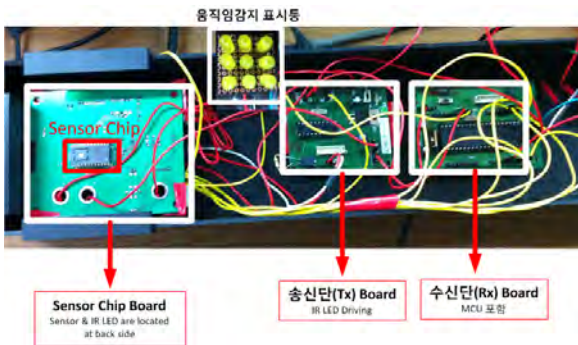 움직임감지 표시등
Sensor Chip
Sensor Chip Board
Sensor & IR LED are located
at back side
송신단(Tx) Board
IR LED Driving
수신단(Rx) Board
MCU 포함